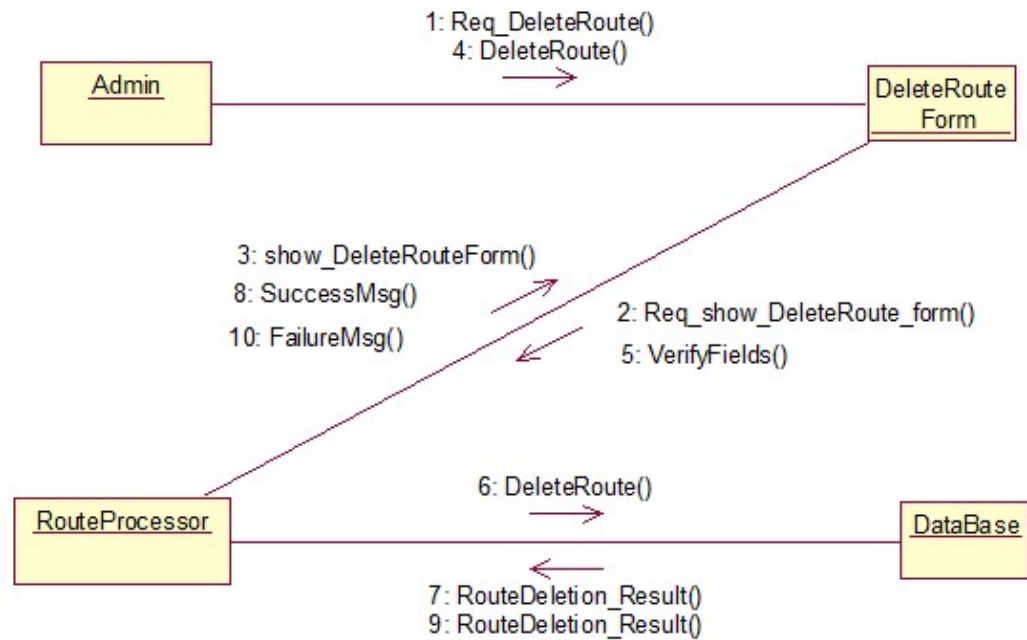 1: Req_DeleteRoute()
4: DeleteRoute()
Admin
DeleteRoute
Form
3: show_DeleteRouteForm()
8: SuccessMsg()
10: FailureMsg()
2: Req_show_DeleteRoute_form()
5: VerifyFields()
6: DeleteRoute()
RouteProcessor
DataBase
7: RouteDeletion_Result()
9: RouteDeletion_Result()